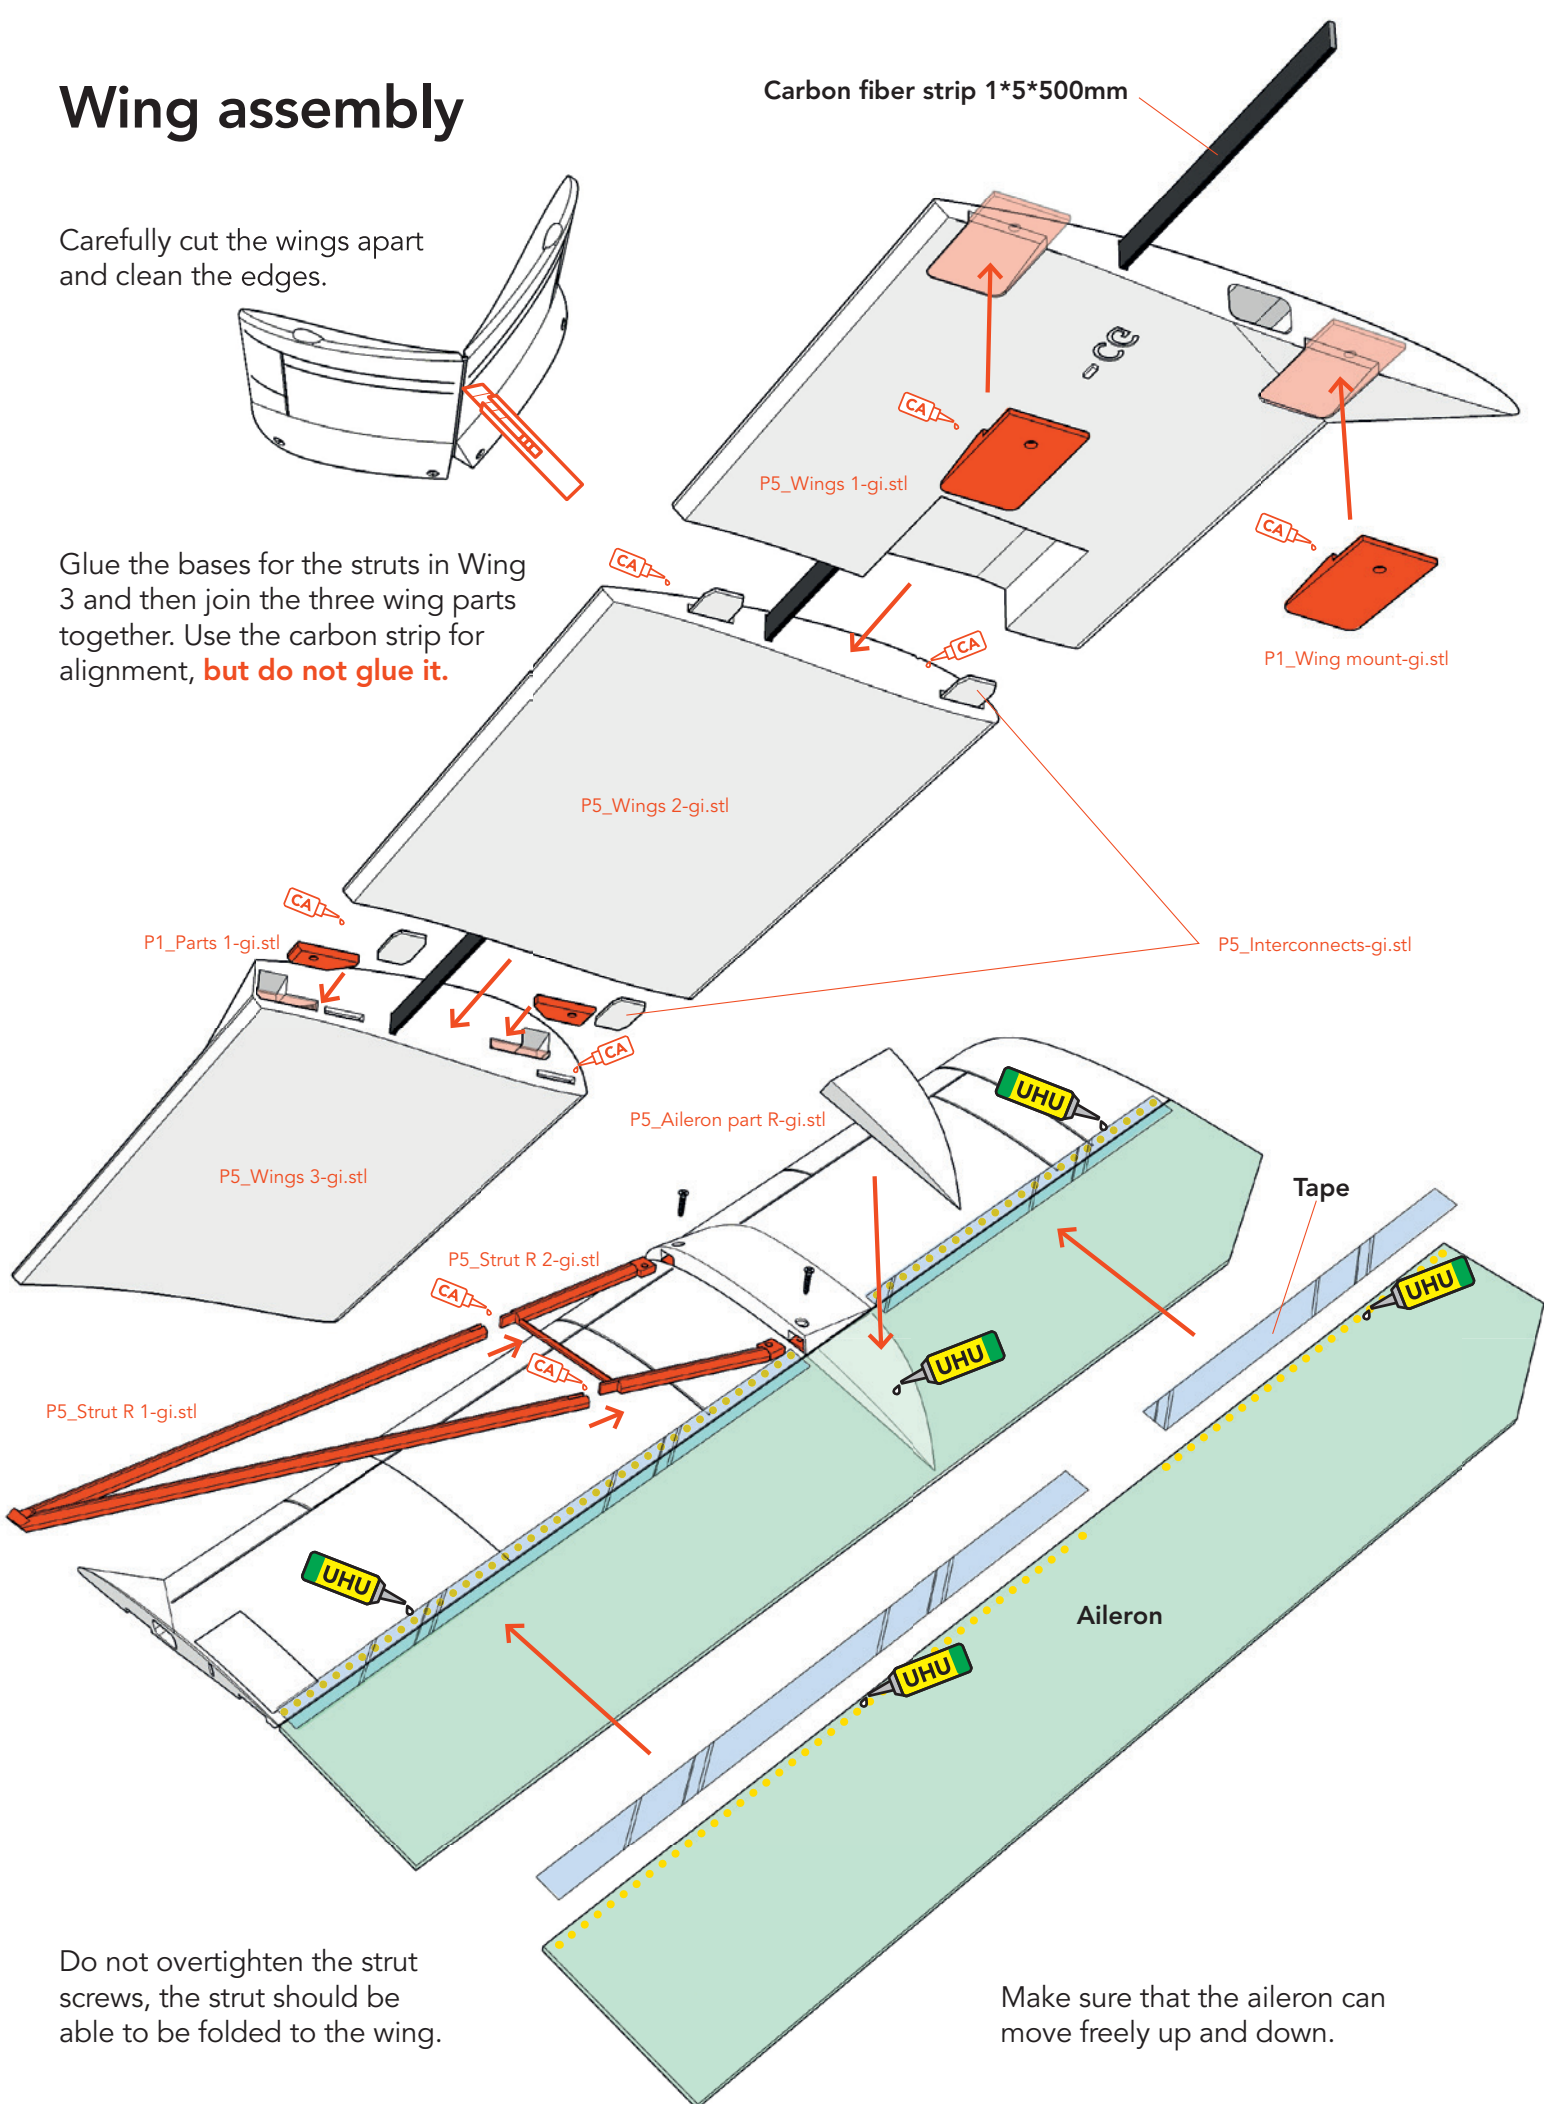 Wing assembly
Carbon fiber strip 1*5*500mm
Carefully cut the wings apart
and clean the edges.
CA
P5_Wings 1-gi.stl
CA
P1_Wing mount-gi.stl
Glue the bases for the struts in Wing
3 and then join the three wing parts
together. Use the carbon strip for
alignment, but do not glue it.
CA
CA
P5_Wings 2-gi.stl
CA
P1_Parts 1-gi.stl
P5_Interconnects-gi.stl
CA
P5_Wings 3-gi.stl
P5_Aileron part R-gi.stl
UHU
Tape
P5_Strut R 2-gi.stl
CA
UHU
UHU
CA
P5_Strut R 1-gi.stl
UHU
Aileron
UHU
Do not overtighten the strut
screws, the strut should be
able to be folded to the wing.
Make sure that the aileron can
move freely up and down.